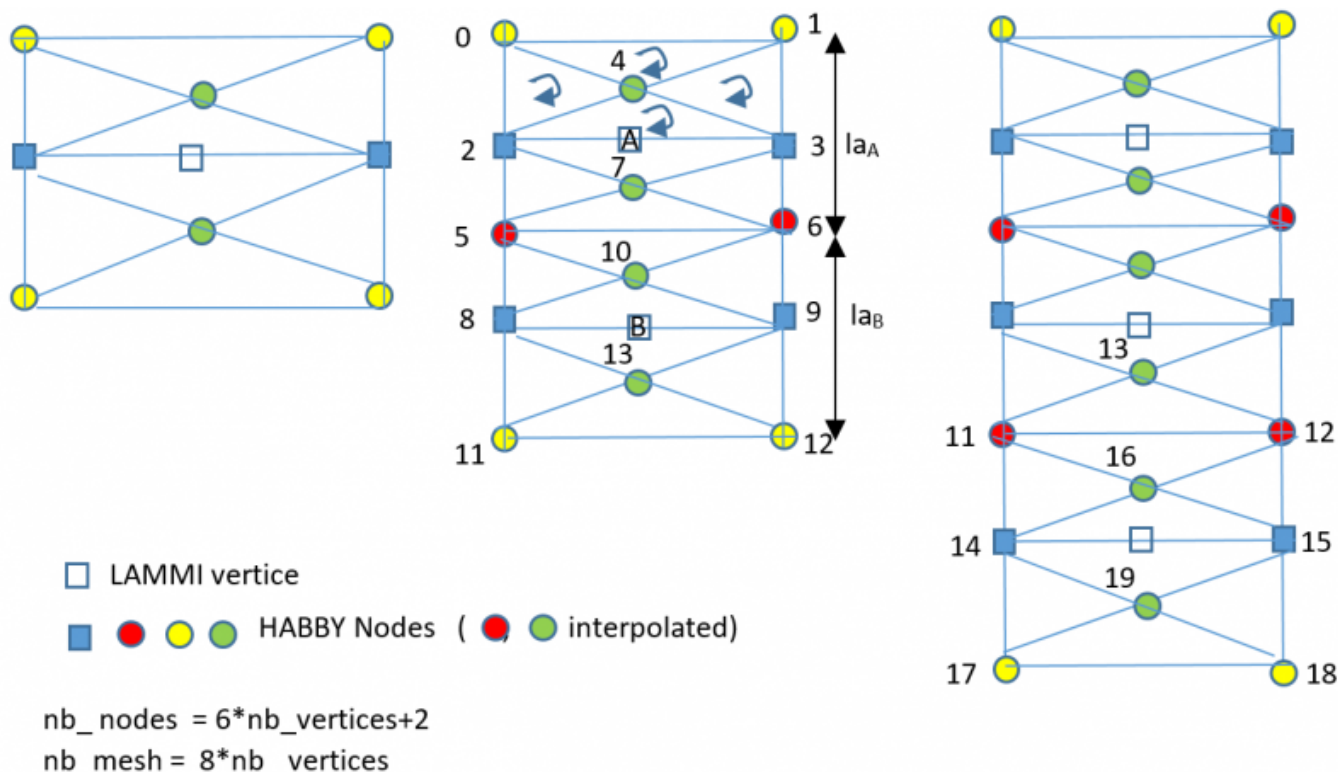 0 1
4
A
2 3 la_A
7
5 6
10
8 9 la_B
B
13
11 12
13
11 12
16
14 15
19
17 18
LAMMI vertice
HABBY Nodes ( , interpolated)
nb_ nodes = 6*nb_vertices+2
nb mesh = 8*nb vertices